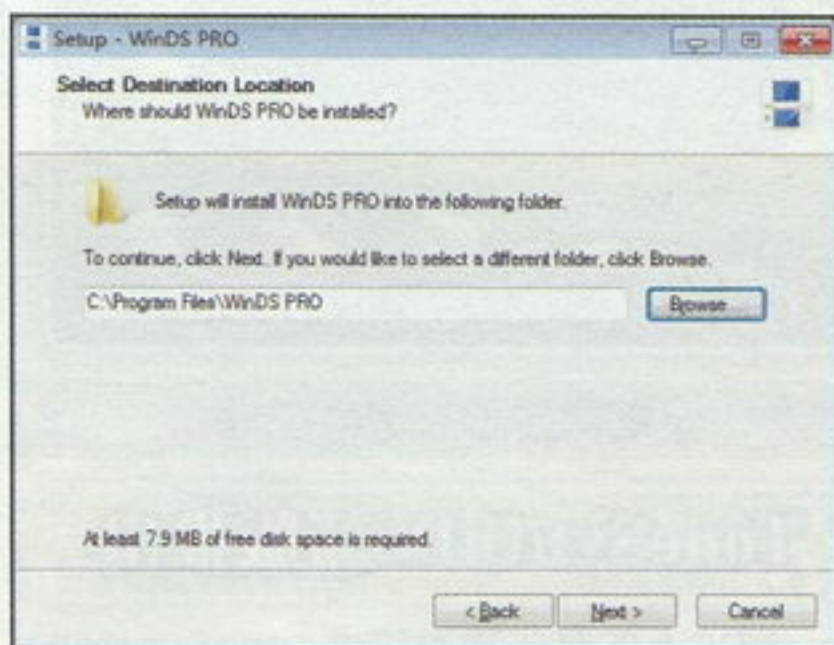 Setup - WinDS PRO
Select Destination Location
Where should WinDS PRO be installed?
Setup will install WinDS PRO into the following folder.
To continue, click Next. If you would like to select a different folder, click Browse.
C:\Program Files\WinDS PRO
Browse...
At least 7.9 MB of free disk space is required.
< Back
Next >
Cancel